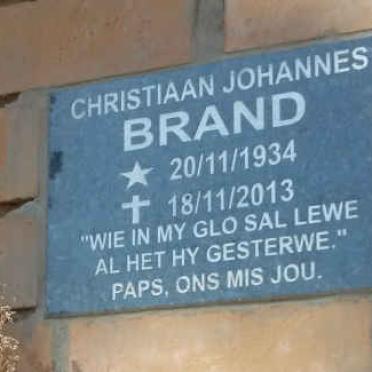 CHRISTIAAN JOHANNES
BRAND
20/11/1934
18/11/2013
"WIE IN MY GLO SAL LEWE
AL HET HY GESTERWE."
PAPS, ONS MIS JOU.